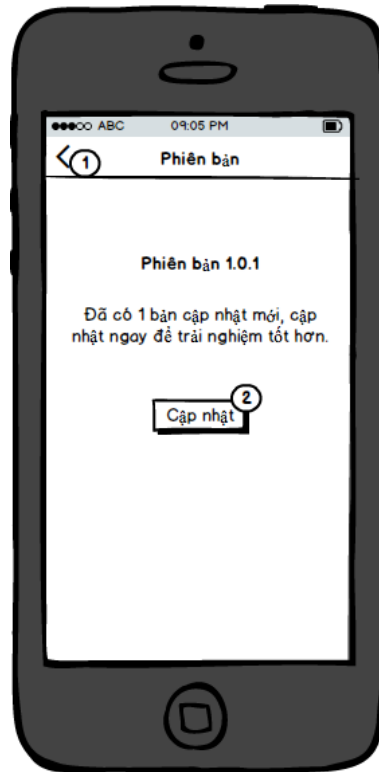 ABC 09:05 PM
1 Phiên bản
Phiên bản 1.0.1
Đã có 1 bản cập nhật mới, cập
nhật ngay để trải nghiệm tốt hơn.
2
Cập nhật